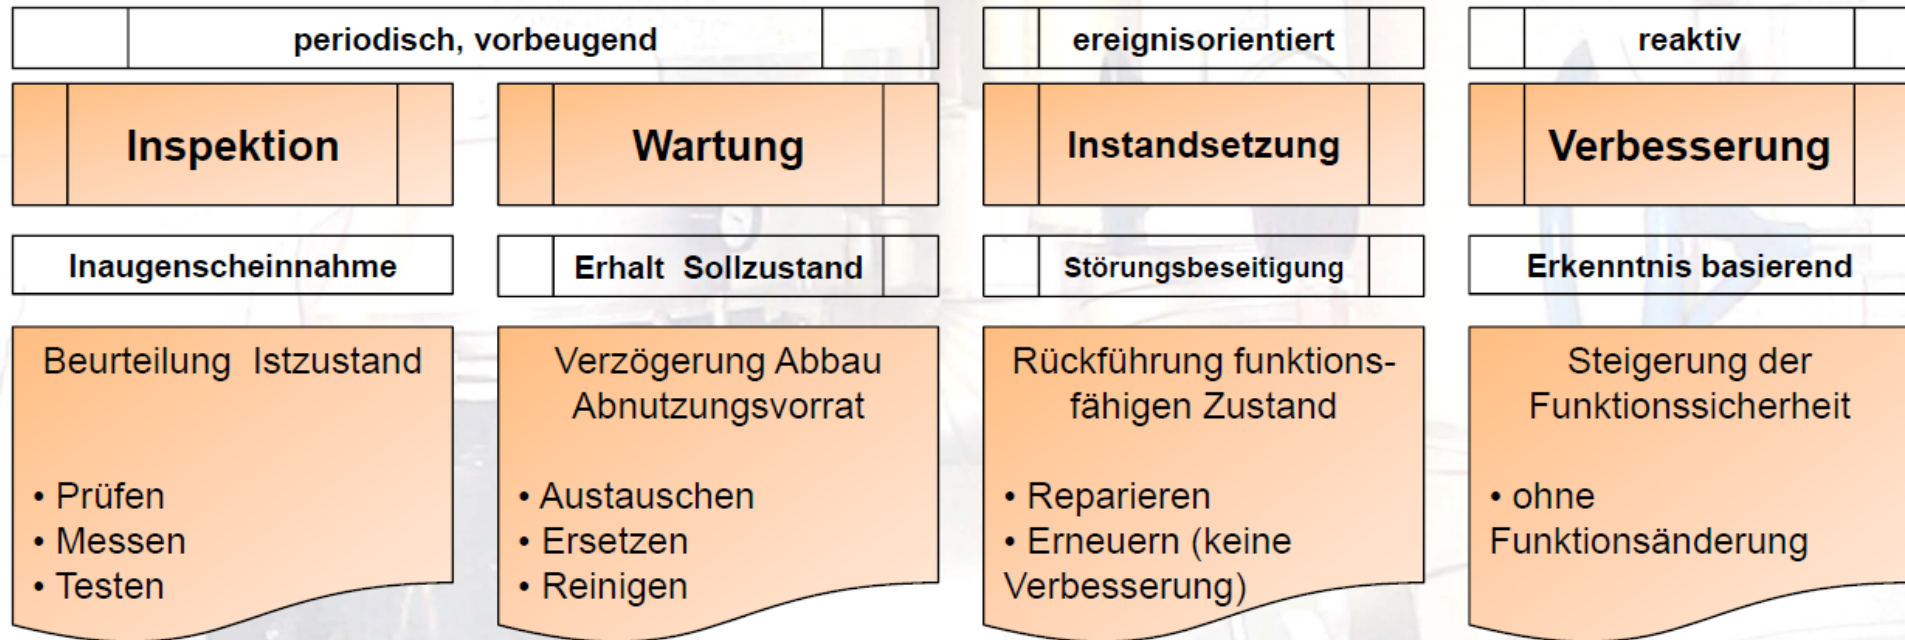 periodisch, vorbeugend
ereignisorientiert
reaktiv
Inspektion
Wartung
Instandsetzung
Verbesserung
Inaugenscheinnahme
Erhalt Sollzustand
Störungsbeseitigung
Erkenntnis basierend
Beurteilung Istzustand
• Prüfen
• Messen
• Testen
Verzögerung Abbau
Abnutzungsvorrat
• Austauschen
• Ersetzen
• Reinigen
Rückführung funktions-
fähigen Zustand
• Reparieren
• Erneuern (keine
Verbesserung)
Steigerung der
Funktionssicherheit
• ohne
Funktionsänderung